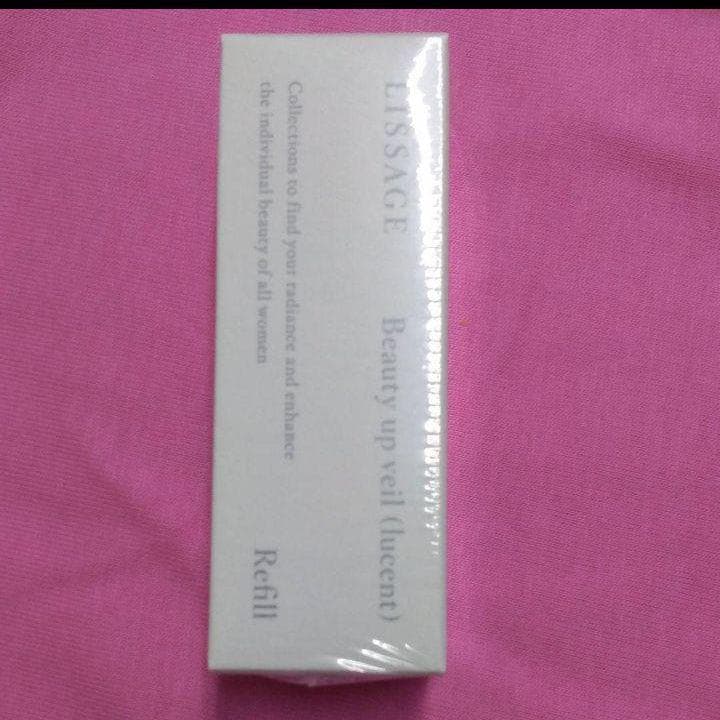 LISSAGE Beauty up veil (lucent)
Collections to find your radiance and enhance
the individual beauty of all women
Refill